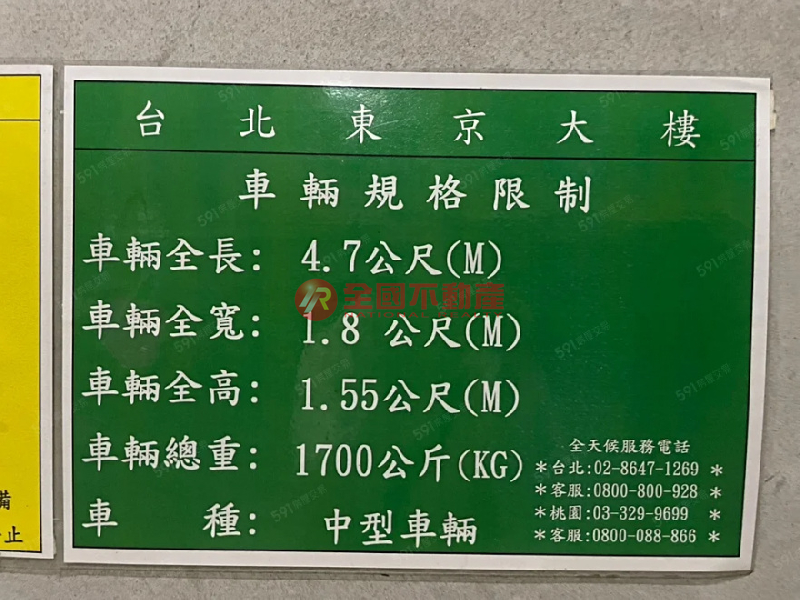 台北東京大樓
車輛規格限制
車輛全長: 4.7公尺(M)
全國不動產
NATIONAL REALTY
車輛全寬: 1.8 公尺(M)
車輛全高: 1.55公尺(M)
車輛總重: 1700公斤(KG)
車 種: 中型車輛
全天候服務電話
*台北:02-8647-1269 *
*客服:0800-800-928 *
*桃園:03-329-9699 *
*客服:0800-088-866 *
備
止